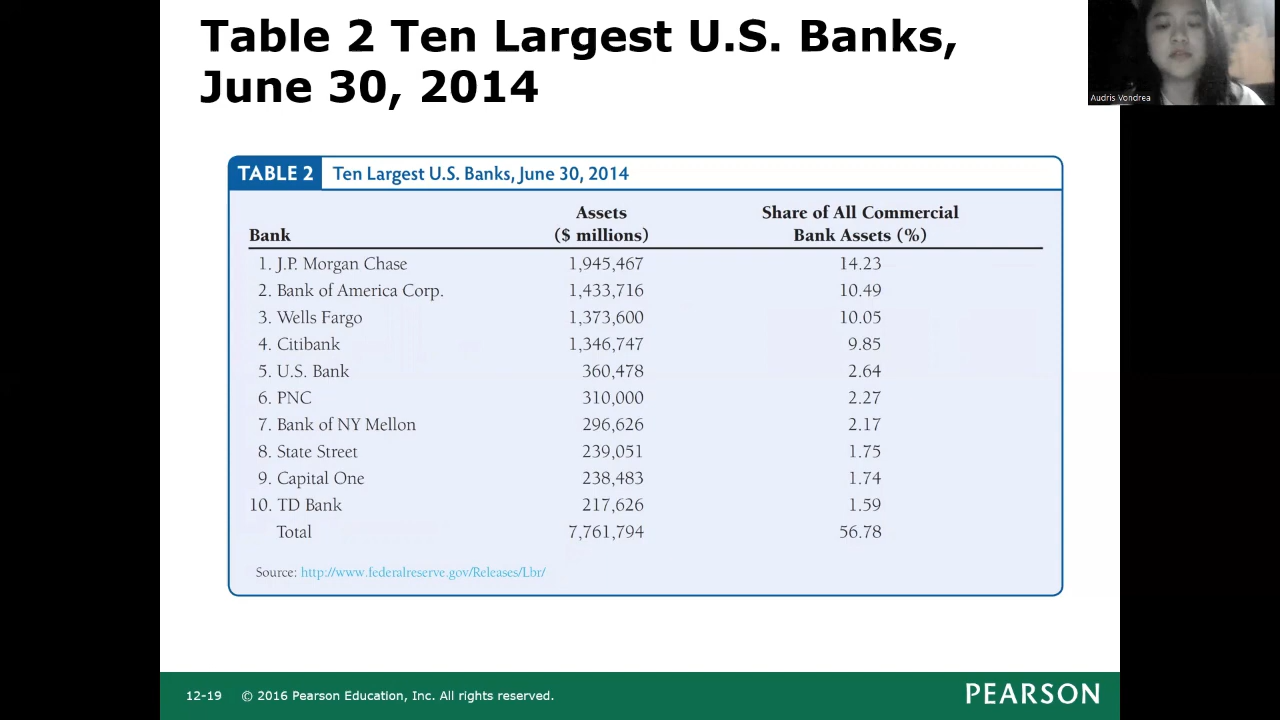 Table 2 Ten Largest U.S. Banks,
June 30, 2014
Audris Vondrea
TABLE 2 Ten Largest U.S. Banks, June 30, 2014
Bank Assets ($ millions) Share of All Commercial Bank Assets (%)
1. J.P. Morgan Chase 1,945,467 14.23
2. Bank of America Corp. 1,433,716 10.49
3. Wells Fargo 1,373,600 10.05
4. Citibank 1,346,747 9.85
5. U.S. Bank 360,478 2.64
6. PNC 310,000 2.27
7. Bank of NY Mellon 296,626 2.17
8. State Street 239,051 1.75
9. Capital One 238,483 1.74
10. TD Bank 217,626 1.59
Total 7,761,794 56.78
Source: http://www.federalreserve.gov/Releases/Lbr/
12-19 © 2016 Pearson Education, Inc. All rights reserved.
PEARSON